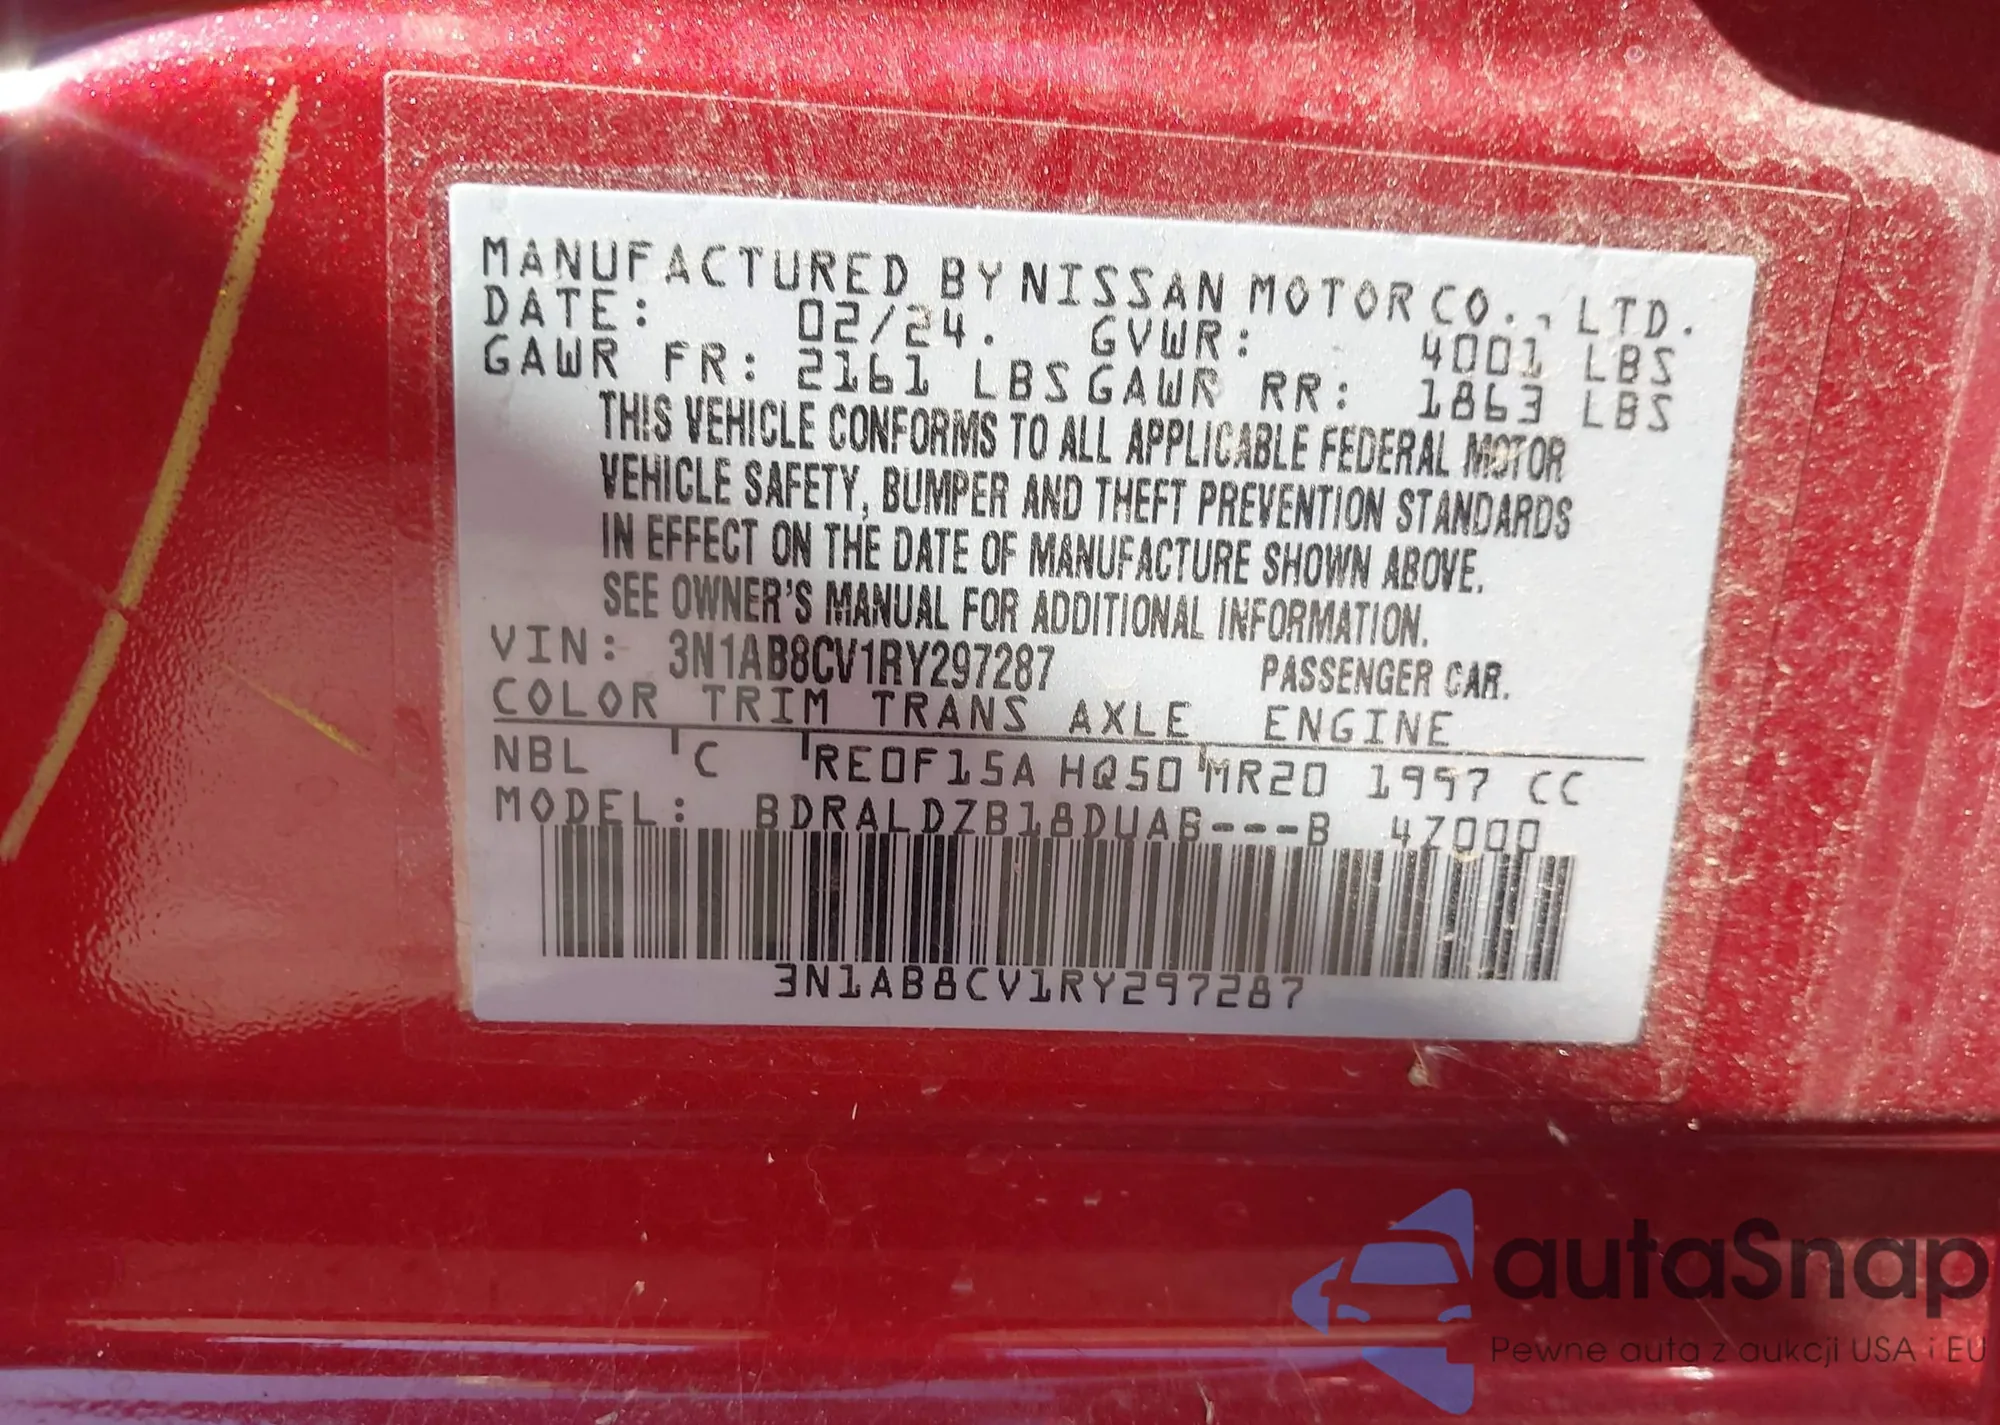 MANUFACTURED BY NISSAN MOTOR CO., LTD.
DATE: 02/24. GVWR: 4001 LBS
GAWR FR: 2161 LBS GAWR RR: 1863 LBS
THIS VEHICLE CONFORMS TO ALL APPLICABLE FEDERAL MOTOR
VEHICLE SAFETY, BUMPER AND THEFT PREVENTION STANDARDS
IN EFFECT ON THE DATE OF MANUFACTURE SHOWN ABOVE.
SEE OWNER'S MANUAL FOR ADDITIONAL INFORMATION.
VIN: 3N1AB8CV1RY297287 PASSENGER CAR.
COLOR TRIM TRANS AXLE ENGINE
NBL C RE0F15A HQ50 MR20 1997 CC
MODEL: BDRALDZB18DUA6---B 4Z000
3N1AB8CV1RY297287
autaSnap
Pewne auta z aukcji USA i EU